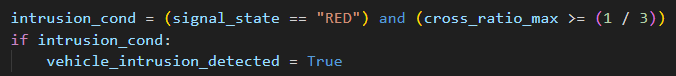 intrusion_cond = (signal_state == "RED") and (cross_ratio_max >= (1 / 3))
if intrusion_cond:
    vehicle_intrusion_detected = True